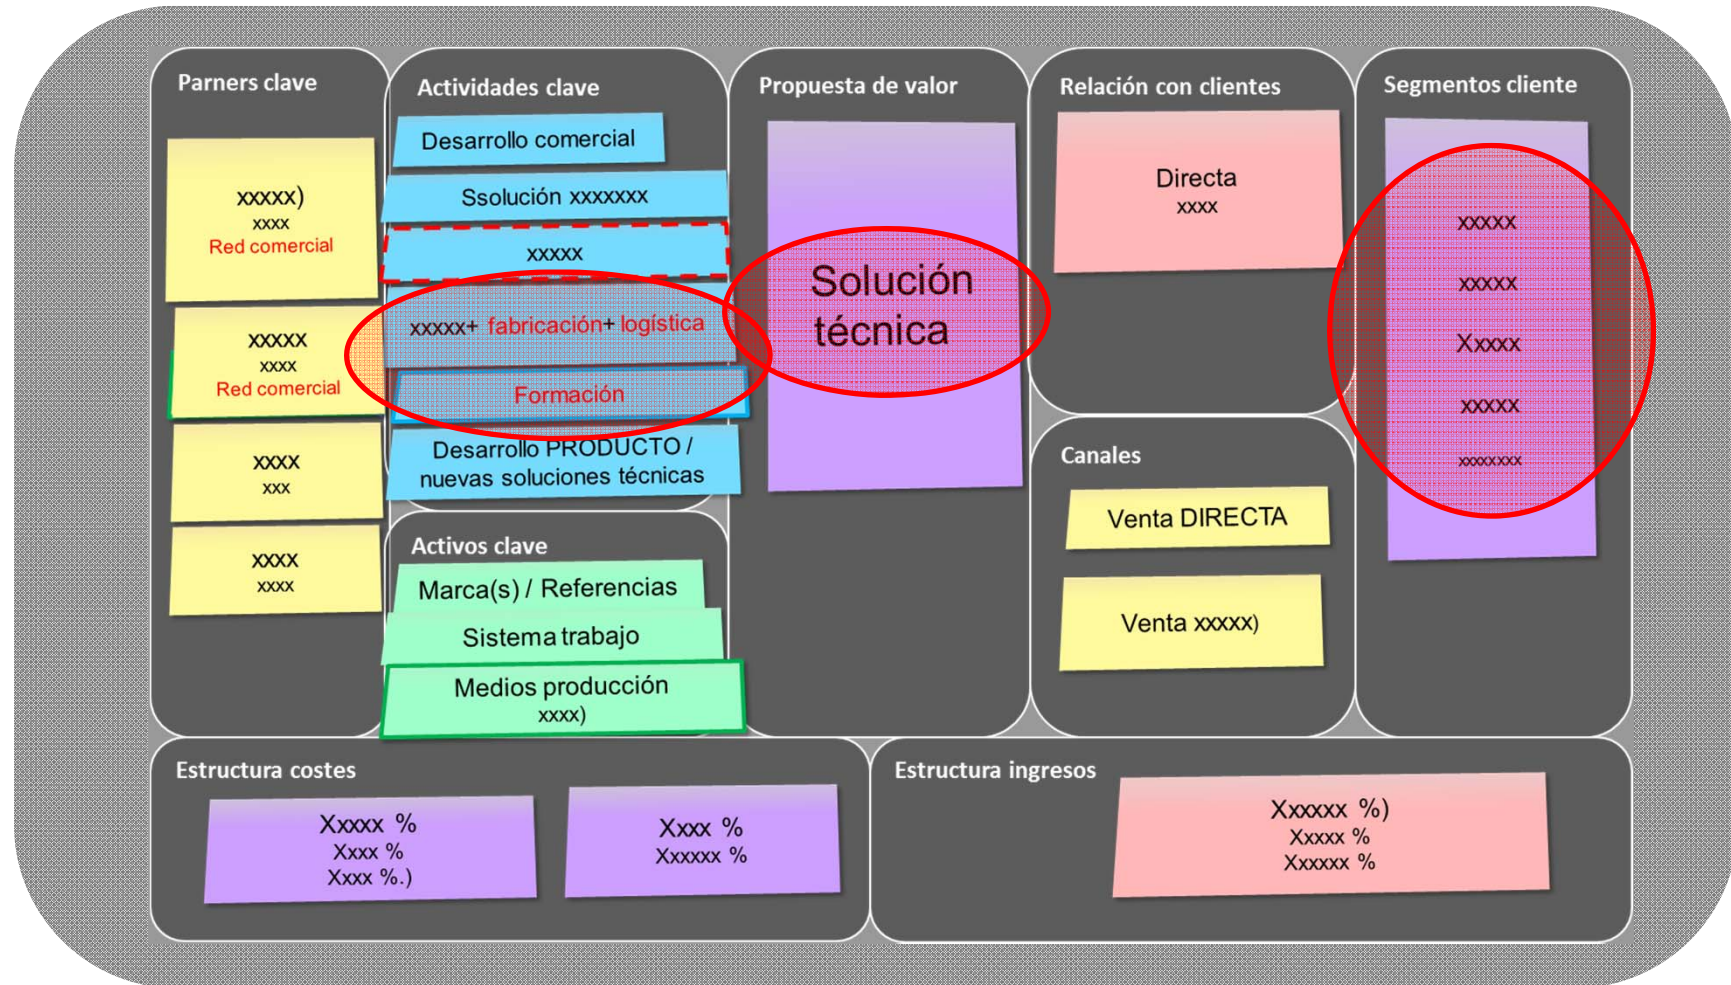 Parners clave
xxxxx)
xxxx
Red comercial
xxxxx
xxxx
Red comercial
xxxx
xxx
xxxx
xxxx
Actividades clave
Desarrollo comercial
Ssolución xxxxxxx
xxxxx
xxxxx+ fabricación+ logística
Formación
Desarrollo PRODUCTO /
nuevas soluciones técnicas
Activos clave
Marca(s) / Referencias
Sistema trabajo
Medios producción
xxxx)
Propuesta de valor
Solución
técnica
Relación con clientes
Directa
xxxx
Canales
Venta DIRECTA
Venta xxxxx)
Segmentos cliente
xxxxx
xxxxx
Xxxxx
xxxxx
xxxxxxxx
Estructura costes
Xxxxx %
Xxxx %
Xxxx %.)
Xxxx %
Xxxxxx %
Estructura ingresos
Xxxxxx %)
Xxxxx %
Xxxxxx %